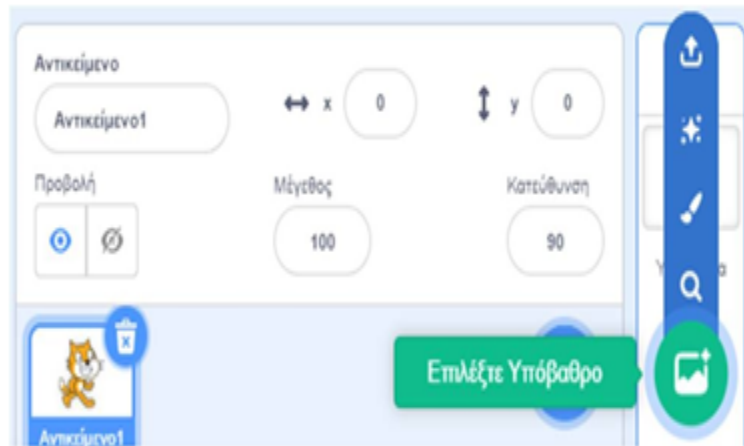 Αντικείμενο
Αντικείμενο1
x 0
y 0
Προβολή
Μέγεθος
Κατεύθυνση
100
90
Επιλέξτε Υπόβαθρο
Αντικείμενο1